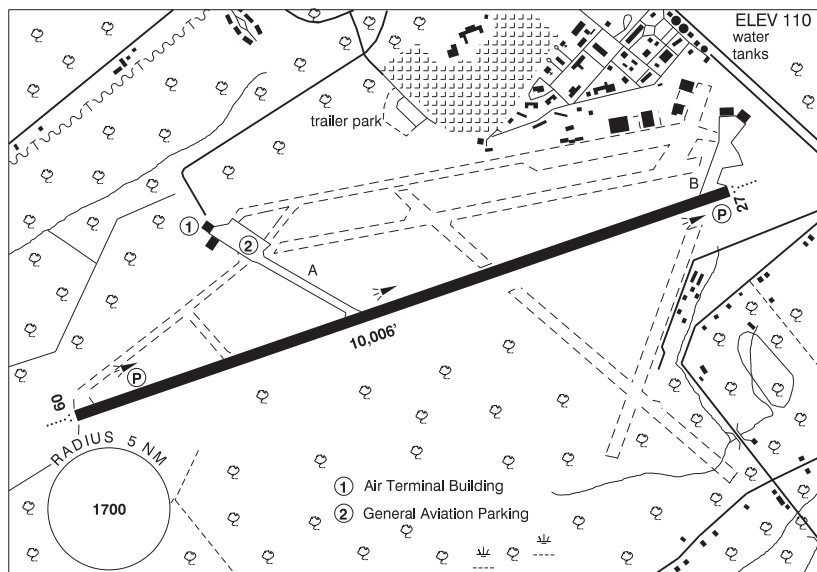 ELEV 110
water
tanks
trailer park
B
P
27
1
2
A
10,006'
P
09
RADIUS 5 NM
1700
1 Air Terminal Building
2 General Aviation Parking